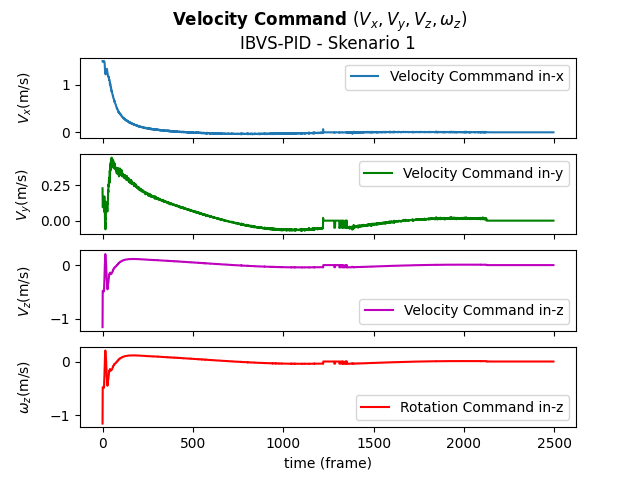 Velocity Command (Vx, Vy, Vz, ωz)
IBVS-PID - Skenario 1
Vx(m/s)
1
0
Velocity Commmand in-x
Vy(m/s)
0.25
0.00
Velocity Command in-y
Vz(m/s)
0
−1
Velocity Command in-z
ωz(m/s)
0
−1
Rotation Command in-z
0 500 1000 1500 2000 2500
time (frame)